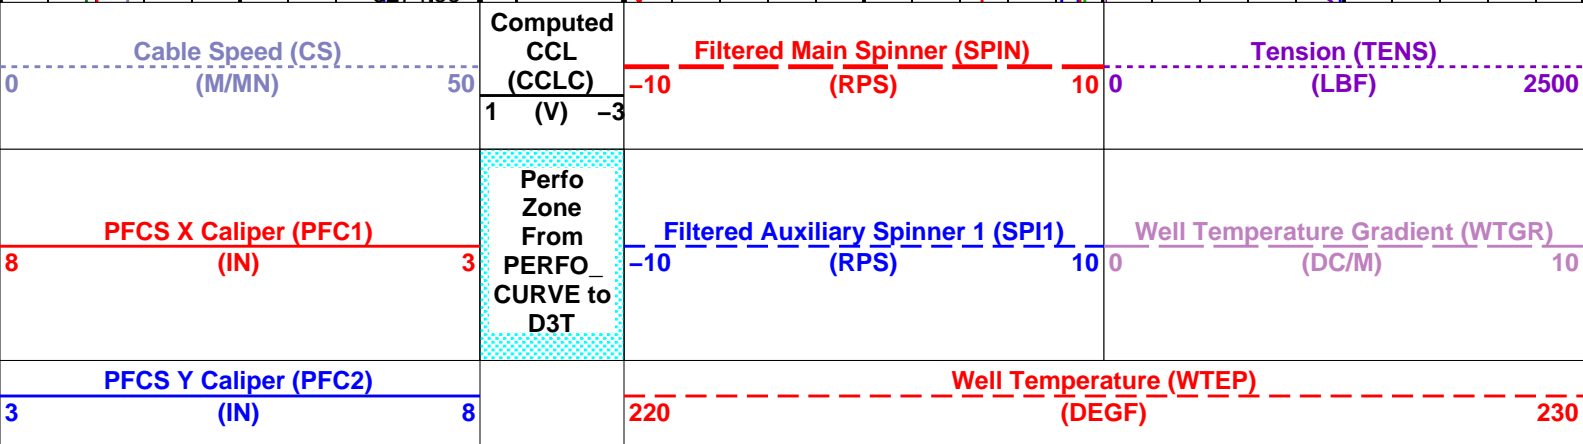 Cable Speed (CS)
0 (M/MN) 50
Computed
CCL
(CCLC)
1 (V) −3
Filtered Main Spinner (SPIN)
−10 (RPS) 10
Tension (TENS)
0 (LBF) 2500
PFCS X Caliper (PFC1)
8 (IN) 3
Perfo
Zone
From
PERFO_
CURVE to
D3T
Filtered Auxiliary Spinner 1 (SPI1)
−10 (RPS) 10
Well Temperature Gradient (WTGR)
0 (DC/M) 10
PFCS Y Caliper (PFC2)
3 (IN) 8
Well Temperature (WTEP)
220 (DEGF) 230